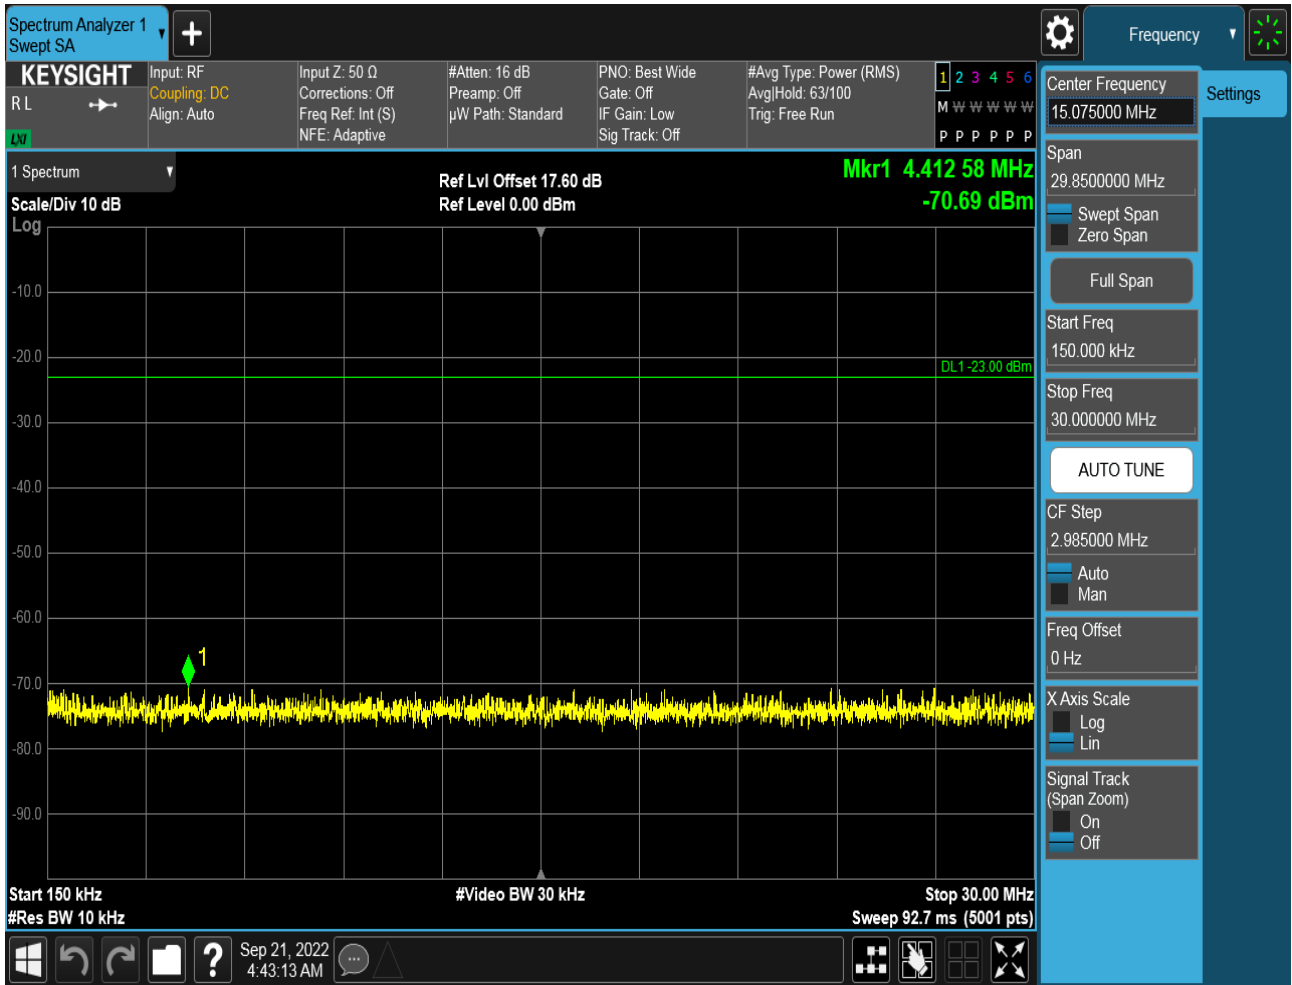 Spectrum Analyzer 1
Swept SA
Frequency
KEYSIGHT
R L
LXI
Input: RF
Coupling: DC
Align: Auto
Input Z: 50 Ω
Corrections: Off
Freq Ref: Int (S)
NFE: Adaptive
#Atten: 16 dB
Preamp: Off
µW Path: Standard
PNO: Best Wide
Gate: Off
IF Gain: Low
Sig Track: Off
#Avg Type: Power (RMS)
Avg|Hold: 63/100
Trig: Free Run
1 2 3 4 5 6
M W W W W W
P P P P P P
1 Spectrum
Scale/Div 10 dB
Log
Ref Lvl Offset 17.60 dB
Ref Level 0.00 dBm
Mkr1 4.412 58 MHz
-70.69 dBm
-10.0
-20.0
DL1 -23.00 dBm
-30.0
-40.0
-50.0
-60.0
1
-70.0
-80.0
-90.0
Start 150 kHz
#Video BW 30 kHz
Stop 30.00 MHz
#Res BW 10 kHz
Sweep 92.7 ms (5001 pts)
Center Frequency
15.075000 MHz
Settings
Span
29.8500000 MHz
Swept Span
Zero Span
Full Span
Start Freq
150.000 kHz
Stop Freq
30.000000 MHz
AUTO TUNE
CF Step
2.985000 MHz
Auto
Man
Freq Offset
0 Hz
X Axis Scale
Log
Lin
Signal Track
(Span Zoom)
On
Off
?
Sep 21, 2022
4:43:13 AM